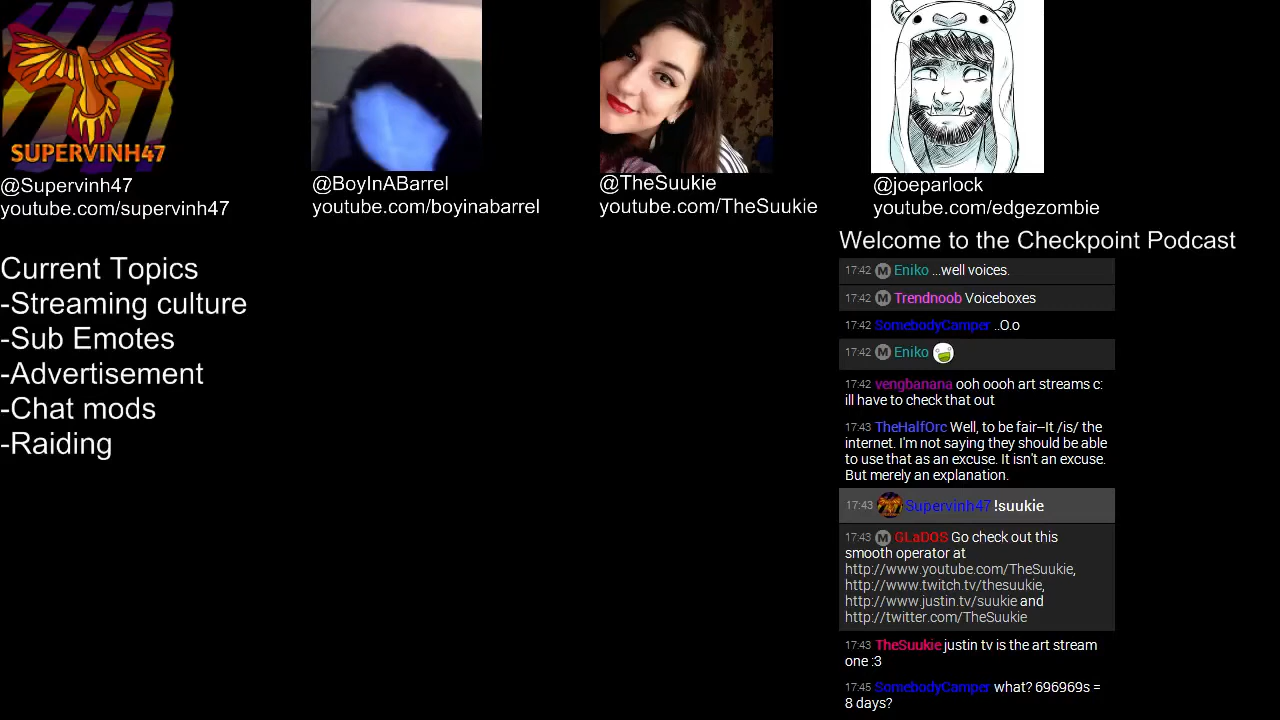 SUPERVINH47
@Supervinh47
youtube.com/supervinh47
@BoyInABarrel
youtube.com/boyinabarrel
@TheSuukie
youtube.com/TheSuukie
@joeparlock
youtube.com/edgezombie
Current Topics
-Streaming culture
-Sub Emotes
-Advertisement
-Chat mods
-Raiding
Welcome to the Checkpoint Podcast
17:42 M Eniko ...well voices.
17:42 M Trendnoob Voiceboxes
17:42 SomebodyCamper ..O.o
17:42 M Eniko
17:42 vengbanana ooh oooh art streams c:
ill have to check that out
17:43 TheHalfOrc Well, to be fair--It /is/ the
internet. I'm not saying they should be able
to use that as an excuse. It isn't an excuse.
But merely an explanation.
17:43 Supervinh47 !suukie
17:43 M GLaDOS Go check out this
smooth operator at
http://www.youtube.com/TheSuukie,
http://www.twitch.tv/thesuukie,
http://www.justin.tv/suukie and
http://twitter.com/TheSuukie
17:43 TheSuukie justin tv is the art stream
one :3
17:45 SomebodyCamper what? 696969s =
8 days?